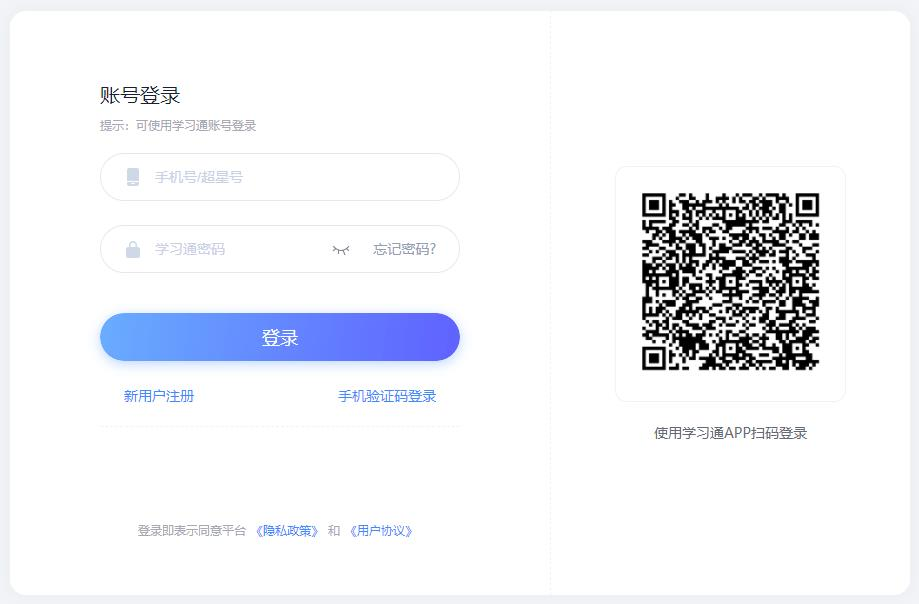 账号登录
提示：可使用学习通账号登录
手机号/超星号
学习通密码 忘记密码?
登录
新用户注册 手机验证码登录
登录即表示同意平台 《隐私政策》 和 《用户协议》
使用学习通APP扫码登录